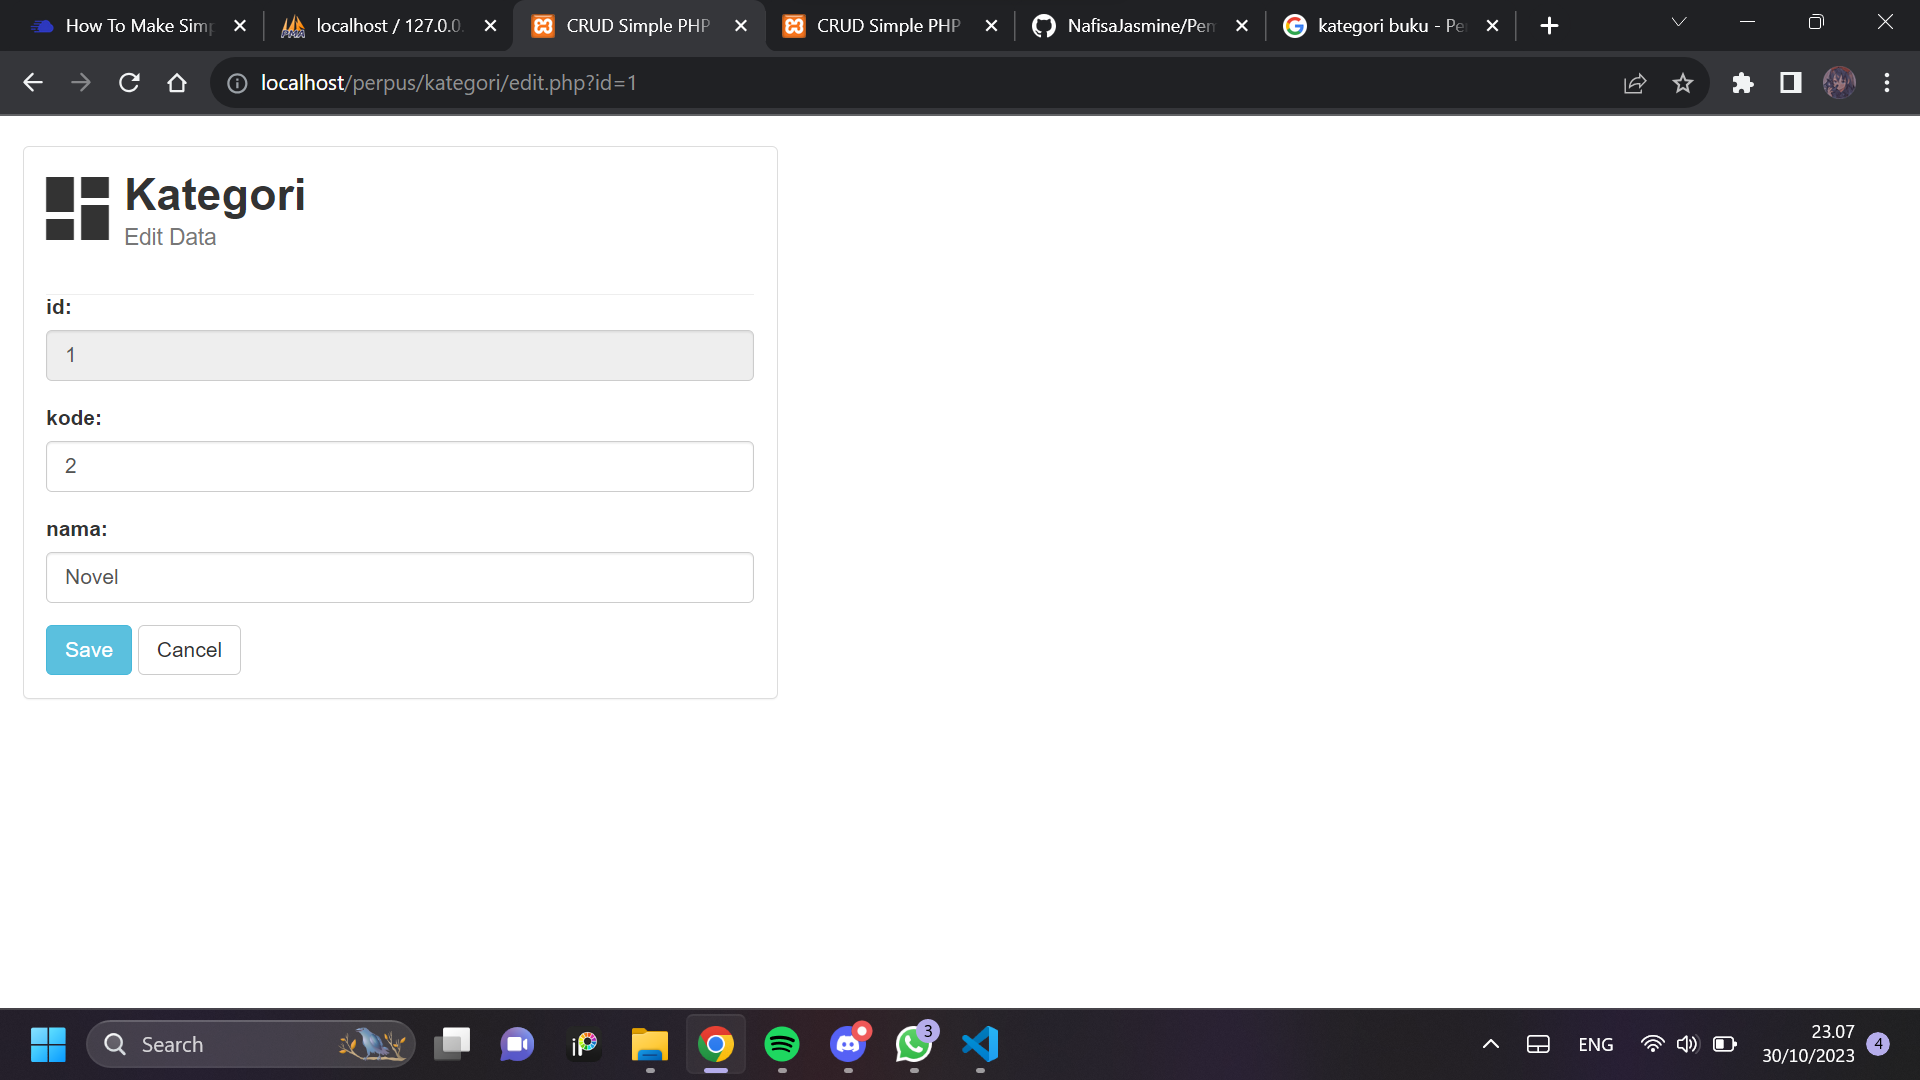 How To Make Simp
localhost / 127.0.0.
CRUD Simple PHP
CRUD Simple PHP
NafisaJasmine/Pem
kategori buku - Pe
localhost/perpus/kategori/edit.php?id=1
Kategori
Edit Data
id:
1
kode:
2
nama:
Novel
Save Cancel
Search
3
ENG
23.07
30/10/2023
4